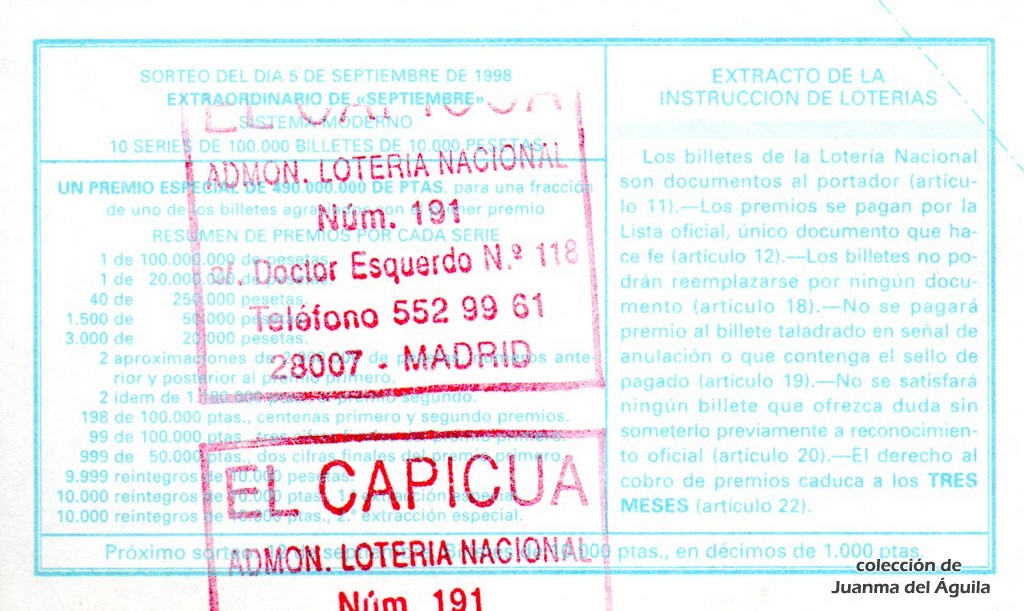 SORTEO DEL DIA 5 DE SEPTIEMBRE DE 1998
EXTRAORDINARIO DE «SEPTIEMBRE»
SISTEMA MODERNO
10 SERIES DE 100.000 BILLETES DE 10.000 PESETAS
UN PREMIO ESPECIAL DE 490.000.000 DE PTAS. para una fracción
de uno de los billetes agraciados con el primer premio
RESUMEN DE PREMIOS POR CADA SERIE
1 de 100.000.000 de pesetas.
1 de 20.000.000 de pesetas.
40 de 250.000 pesetas.
1.500 de 50.000 pesetas.
3.000 de 20.000 pesetas.
2 aproximaciones de pesetas, números ante-
rior y posterior al premio primero.
2 ídem de premio segundo.
198 de 100.000 ptas., centenas primero y segundo premios.
99 de 100.000 ptas., tres cifras primero.
999 de 50.000 ptas., dos cifras finales del premio primero.
9.999 reintegros de 10.000 pesetas.
10.000 reintegros de 10.000 ptas., 1.ª extracción especial.
10.000 reintegros de 10.000 ptas., 2.ª extracción especial.
EXTRACTO DE LA
INSTRUCCION DE LOTERIAS
Los billetes de la Lotería Nacional
son documentos al portador (artícu-
lo 11).—Los premios se pagan por la
Lista oficial, único documento que ha-
ce fe (artículo 12).—Los billetes no po-
drán reemplazarse por ningún docu-
mento (artículo 18).—No se pagará
premio al billete taladrado en señal de
anulación o que contenga el sello de
pagado (artículo 19).—No se satisfará
ningún billete que ofrezca duda sin
someterlo previamente a reconocimien-
to oficial (artículo 20).—El derecho al
cobro de premios caduca a los TRES
MESES (artículo 22).
Próximo sorteo, 12 de septiembre. Billetes de 10.000 ptas., en décimos de 1.000 ptas.
EL CAPICUA
ADMON. LOTERIA NACIONAL
Núm. 191
c/. Doctor Esquerdo N.º 118
Teléfono 552 99 61
28007 - MADRID
EL CAPICUA
ADMON. LOTERIA NACIONAL
Núm. 191
colección de
Juanma del Águila